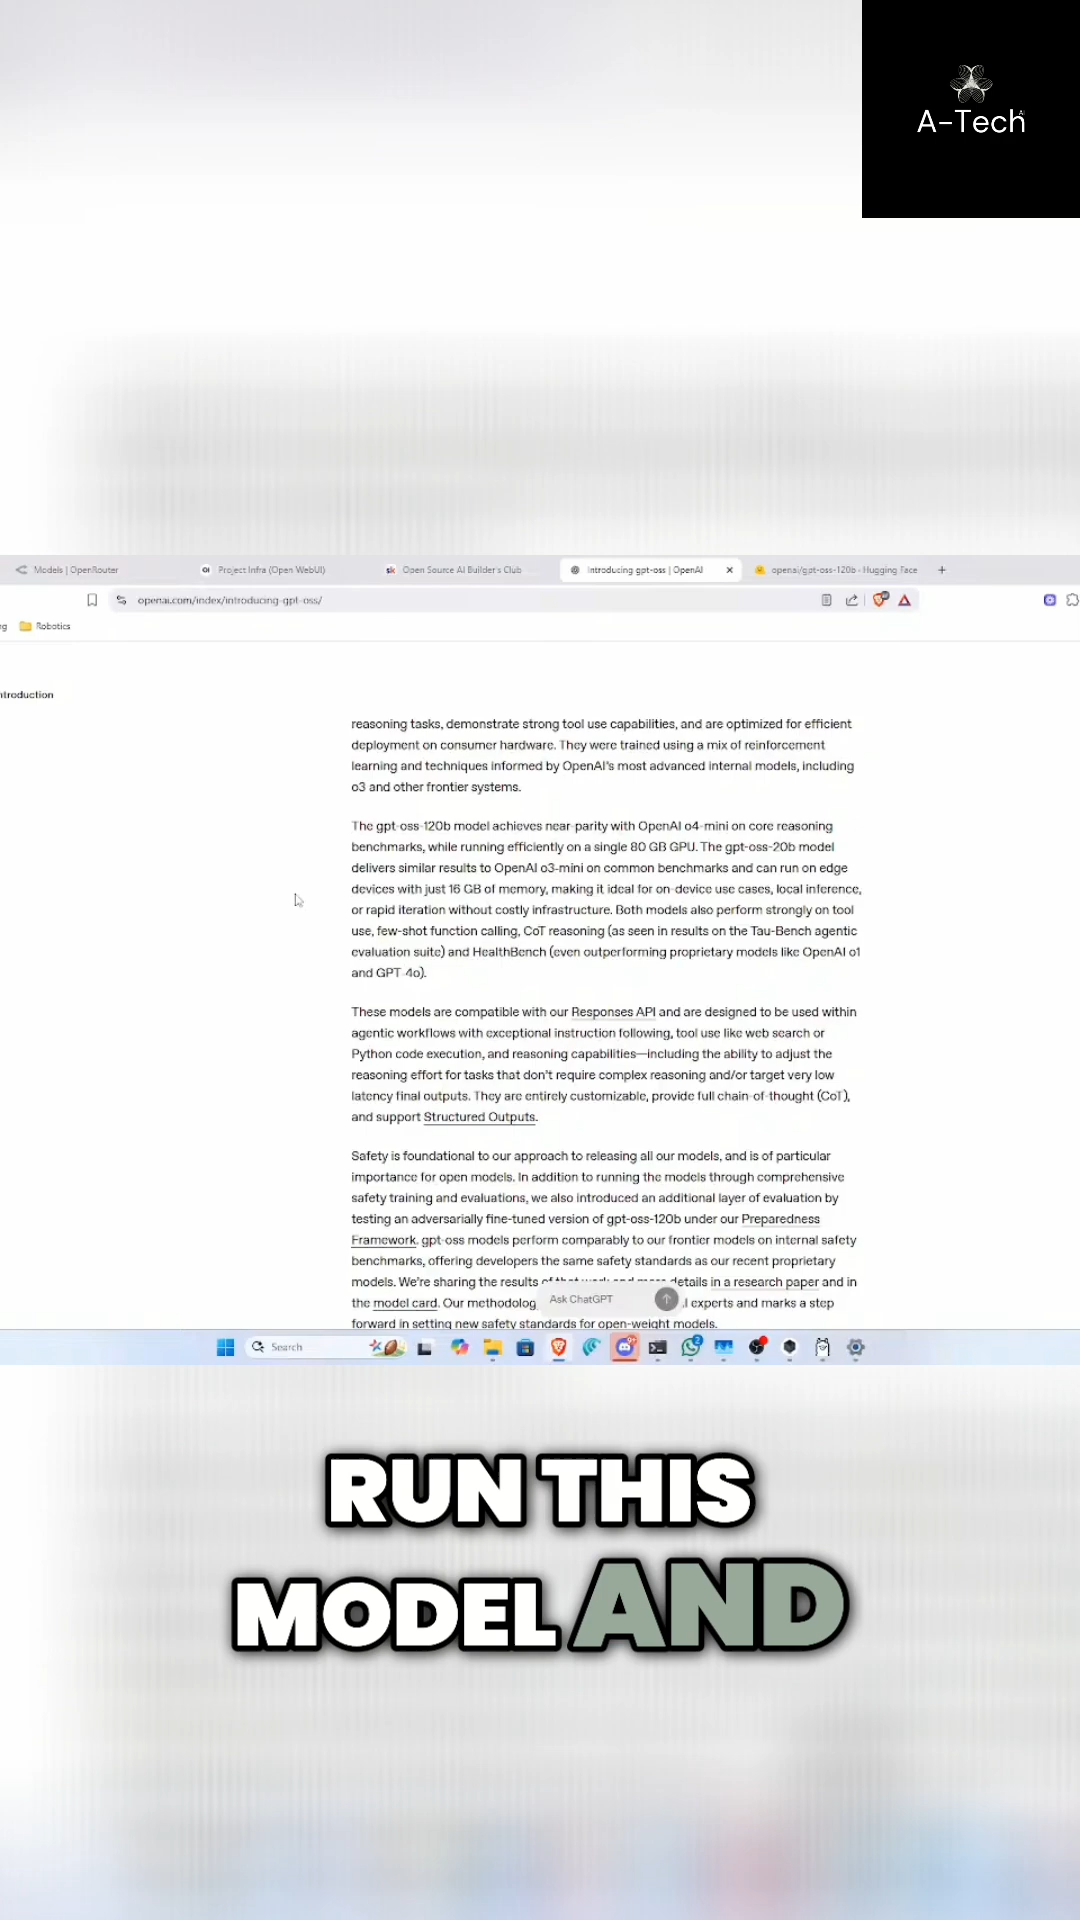 A-Tech
Models | OpenRouter
OI Project Infra (Open WebUI)
sk Open Source AI Builder's Club
Introducing gpt-oss | OpenAI
openai/gpt-oss-120b - Hugging Face
openai.com/index/introducing-gpt-oss/
Robotics
ntroduction
reasoning tasks, demonstrate strong tool use capabilities, and are optimized for efficient
deployment on consumer hardware. They were trained using a mix of reinforcement
learning and techniques informed by OpenAI's most advanced internal models, including
o3 and other frontier systems.
The gpt-oss-120b model achieves near-parity with OpenAI o4-mini on core reasoning
benchmarks, while running efficiently on a single 80 GB GPU. The gpt-oss-20b model
delivers similar results to OpenAI o3-mini on common benchmarks and can run on edge
devices with just 16 GB of memory, making it ideal for on-device use cases, local inference,
or rapid iteration without costly infrastructure. Both models also perform strongly on tool
use, few-shot function calling, CoT reasoning (as seen in results on the Tau-Bench agentic
evaluation suite) and HealthBench (even outperforming proprietary models like OpenAI o1
and GPT-4o).
These models are compatible with our Responses API and are designed to be used within
agentic workflows with exceptional instruction following, tool use like web search or
Python code execution, and reasoning capabilities—including the ability to adjust the
reasoning effort for tasks that don't require complex reasoning and/or target very low
latency final outputs. They are entirely customizable, provide full chain-of-thought (CoT),
and support Structured Outputs.
Safety is foundational to our approach to releasing all our models, and is of particular
importance for open models. In addition to running the models through comprehensive
safety training and evaluations, we also introduced an additional layer of evaluation by
testing an adversarially fine-tuned version of gpt-oss-120b under our Preparedness
Framework. gpt-oss models perform comparably to our frontier models on internal safety
benchmarks, offering developers the same safety standards as our recent proprietary
models. We're sharing the results of that work and more details in a research paper and in
the model card. Our methodolog
Ask ChatGPT
l experts and marks a step
forward in setting new safety standards for open-weight models.
Search
RUN THIS
MODEL AND